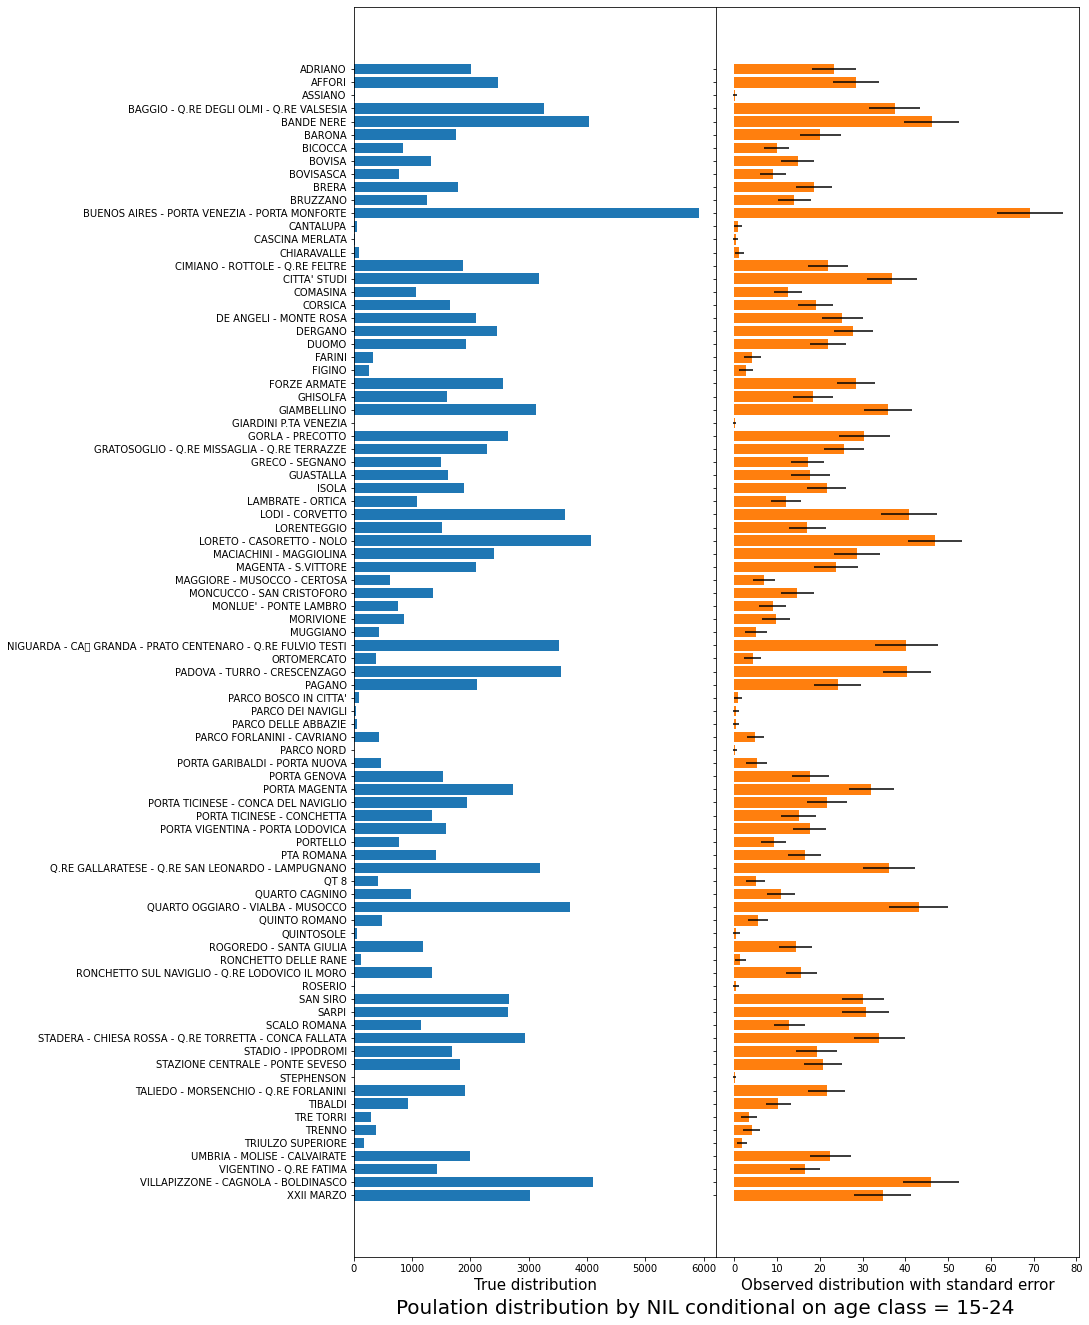 ADRIANO
AFFORI
ASSIANO
BAGGIO - Q.RE DEGLI OLMI - Q.RE VALSESIA
BANDE NERE
BARONA
BICOCCA
BOVISA
BOVISASCA
BRERA
BRUZZANO
BUENOS AIRES - PORTA VENEZIA - PORTA MONFORTE
CANTALUPA
CASCINA MERLATA
CHIARAVALLE
CIMIANO - ROTTOLE - Q.RE FELTRE
CITTA' STUDI
COMASINA
CORSICA
DE ANGELI - MONTE ROSA
DERGANO
DUOMO
FARINI
FIGINO
FORZE ARMATE
GHISOLFA
GIAMBELLINO
GIARDINI P.TA VENEZIA
GORLA - PRECOTTO
GRATOSOGLIO - Q.RE MISSAGLIA - Q.RE TERRAZZE
GRECO - SEGNANO
GUASTALLA
ISOLA
LAMBRATE - ORTICA
LODI - CORVETTO
LORENTEGGIO
LORETO - CASORETTO - NOLO
MACIACHINI - MAGGIOLINA
MAGENTA - S.VITTORE
MAGGIORE - MUSOCCO - CERTOSA
MONCUCCO - SAN CRISTOFORO
MONLUE' - PONTE LAMBRO
MORIVIONE
MUGGIANO
NIGUARDA - CA▯ GRANDA - PRATO CENTENARO - Q.RE FULVIO TESTI
ORTOMERCATO
PADOVA - TURRO - CRESCENZAGO
PAGANO
PARCO BOSCO IN CITTA'
PARCO DEI NAVIGLI
PARCO DELLE ABBAZIE
PARCO FORLANINI - CAVRIANO
PARCO NORD
PORTA GARIBALDI - PORTA NUOVA
PORTA GENOVA
PORTA MAGENTA
PORTA TICINESE - CONCA DEL NAVIGLIO
PORTA TICINESE - CONCHETTA
PORTA VIGENTINA - PORTA LODOVICA
PORTELLO
PTA ROMANA
Q.RE GALLARATESE - Q.RE SAN LEONARDO - LAMPUGNANO
QT 8
QUARTO CAGNINO
QUARTO OGGIARO - VIALBA - MUSOCCO
QUINTO ROMANO
QUINTOSOLE
ROGOREDO - SANTA GIULIA
RONCHETTO DELLE RANE
RONCHETTO SUL NAVIGLIO - Q.RE LODOVICO IL MORO
ROSERIO
SAN SIRO
SARPI
SCALO ROMANA
STADERA - CHIESA ROSSA - Q.RE TORRETTA - CONCA FALLATA
STADIO - IPPODROMI
STAZIONE CENTRALE - PONTE SEVESO
STEPHENSON
TALIEDO - MORSENCHIO - Q.RE FORLANINI
TIBALDI
TRE TORRI
TRENNO
TRIULZO SUPERIORE
UMBRIA - MOLISE - CALVAIRATE
VIGENTINO - Q.RE FATIMA
VILLAPIZZONE - CAGNOLA - BOLDINASCO
XXII MARZO
0 1000 2000 3000 4000 5000 6000
True distribution
0 10 20 30 40 50 60 70 80
Observed distribution with standard error
Poulation distribution by NIL conditional on age class = 15-24